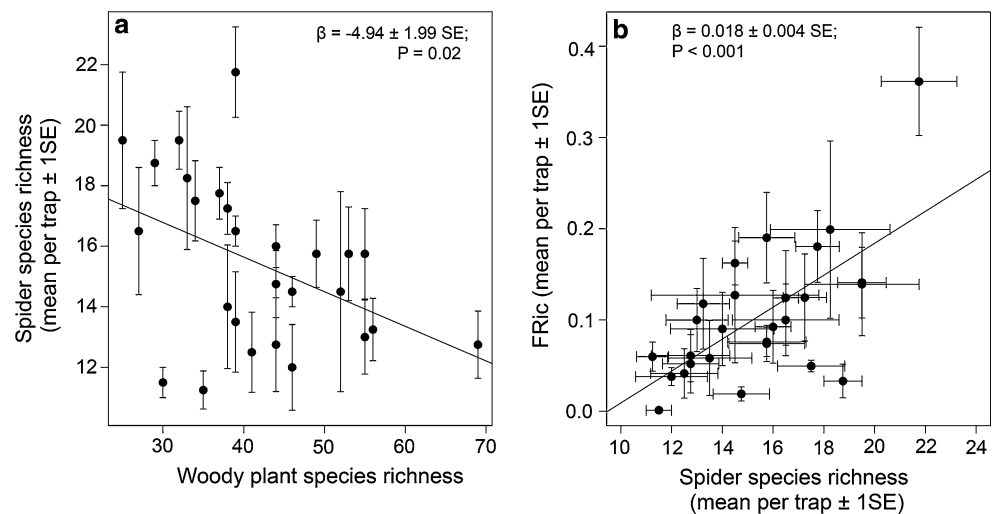 a
β = -4.94 ± 1.99 SE;
P = 0.02
Spider species richness
(mean per trap ± 1SE)
22
20
18
16
14
12
30 40 50 60 70
Woody plant species richness
b
β = 0.018 ± 0.004 SE;
P < 0.001
FRic (mean per trap ± 1SE)
0.4
0.3
0.2
0.1
0.0
10 12 14 16 18 20 22 24
Spider species richness
(mean per trap ± 1SE)